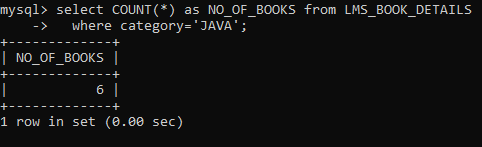 mysql> select COUNT(*) as NO_OF_BOOKS from LMS_BOOK_DETAILS
    ->   where category='JAVA';
+-------------+
| NO_OF_BOOKS |
+-------------+
|           6 |
+-------------+
1 row in set (0.00 sec)